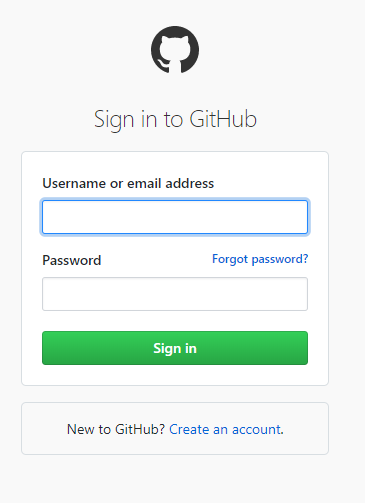 Sign in to GitHub
Username or email address
Password Forgot password?
Sign in
New to GitHub? Create an account.